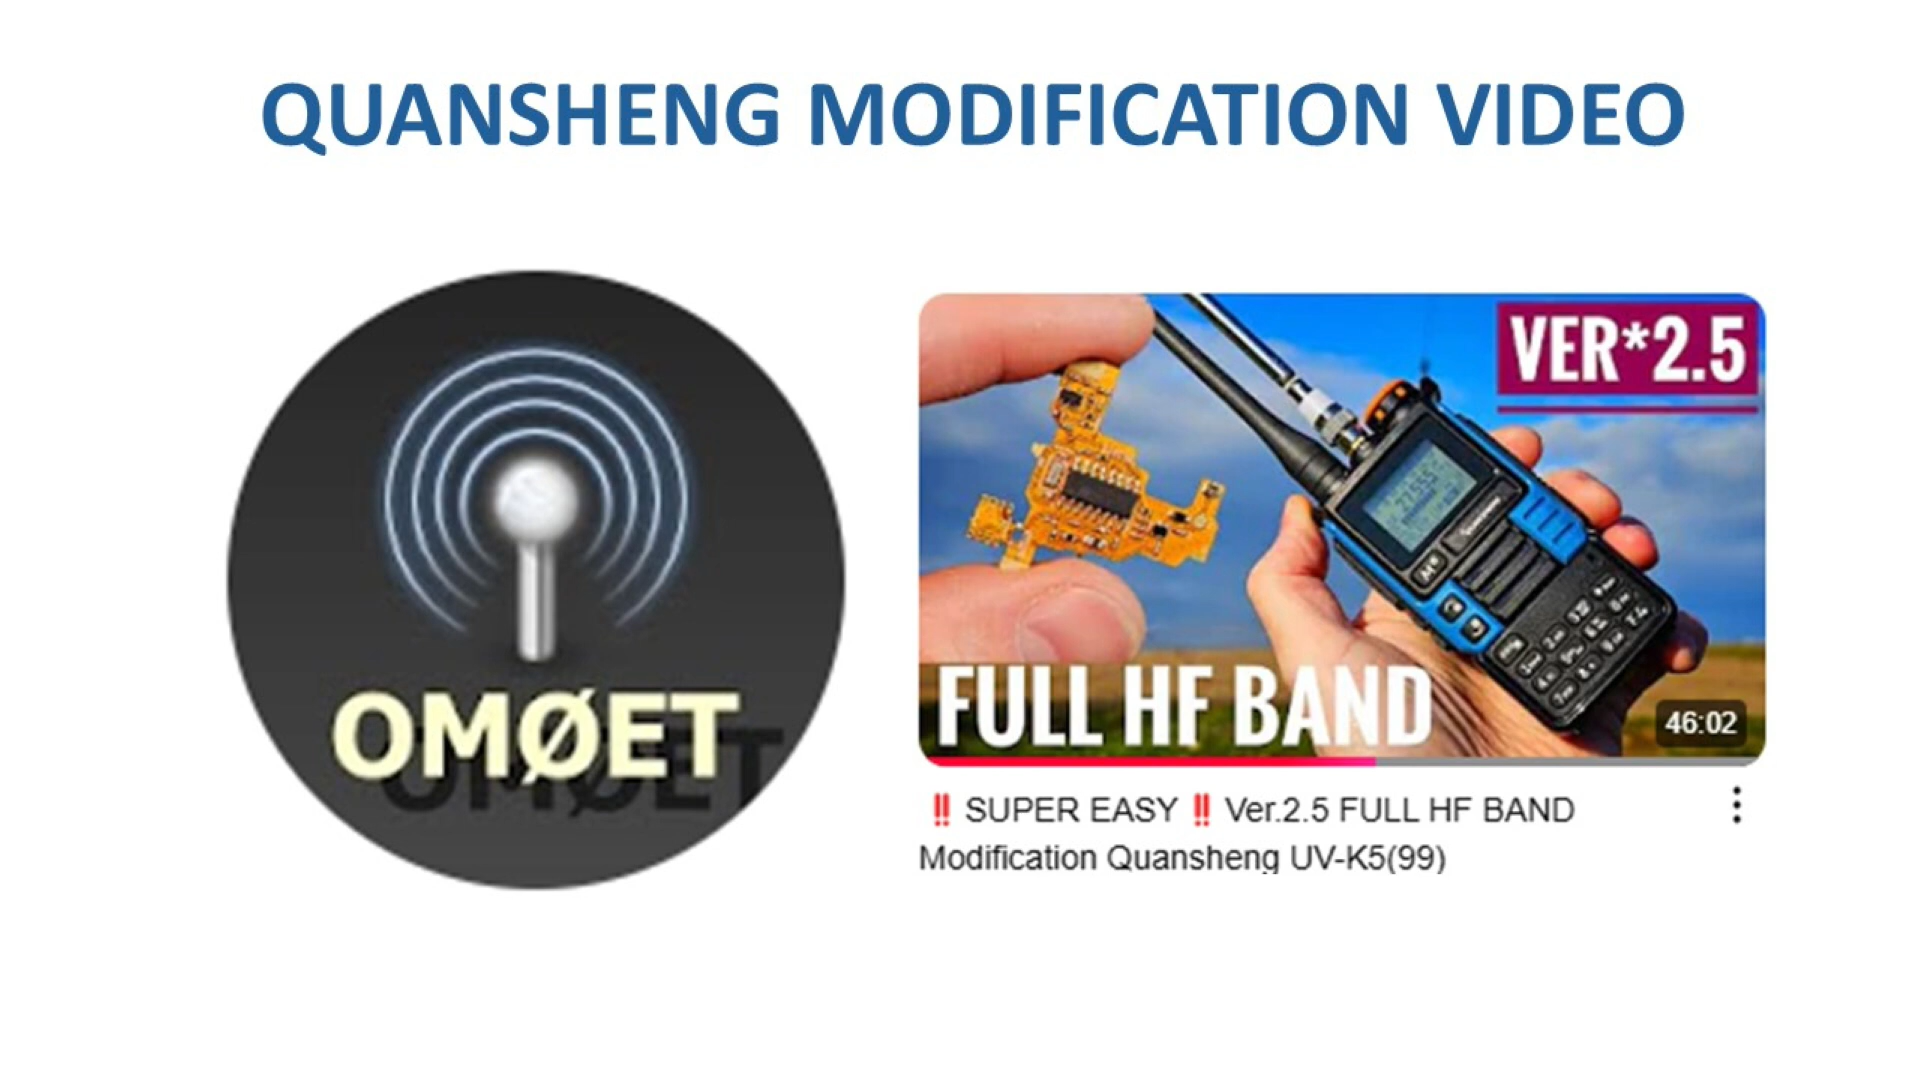 QUANSHENG MODIFICATION VIDEO
OMØET
VER*2.5
FULL HF BAND
46:02
‼ SUPER EASY ‼ Ver.2.5 FULL HF BAND
Modification Quansheng UV-K5(99)